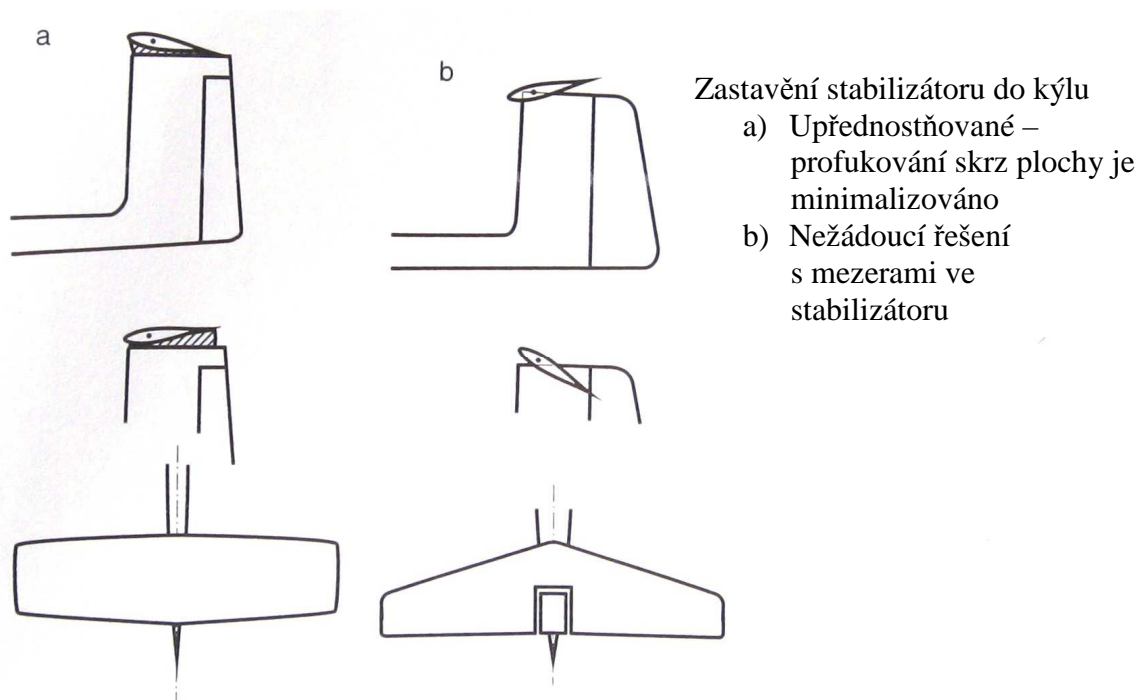 a
b
Zastavění stabilizátoru do kýlu
a) Upřednostňované –
profukování skrz plochy je
minimalizováno
b) Nežádoucí řešení
s mezerami ve
stabilizátoru